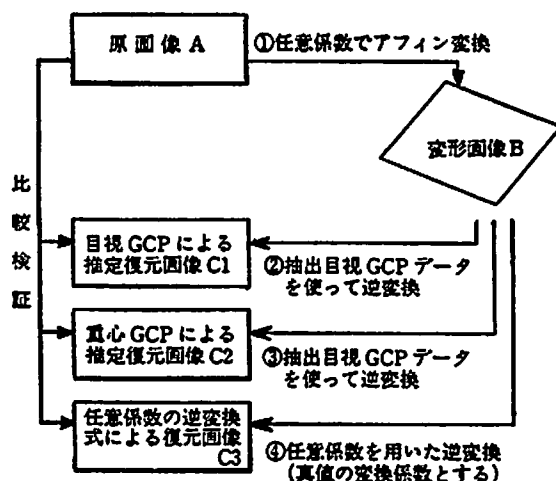 原画像A
①任意係数でアフィン変換
変形画像B
比較検証
目視GCPによる
推定復元画像C1
②抽出目視GCPデータ
を使って逆変換
重心GCPによる
推定復元画像C2
③抽出目視GCPデータ
を使って逆変換
任意係数の逆変換
式による復元画像
C3
④任意係数を用いた逆変換
(真値の変換係数とする)